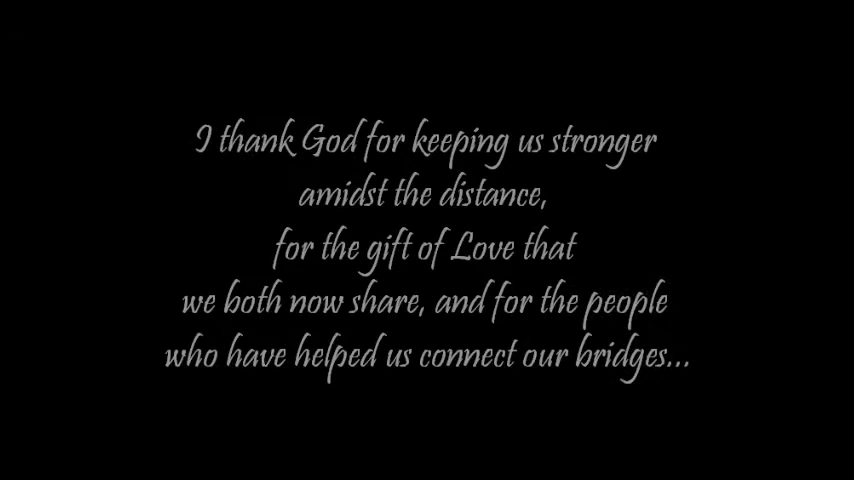 I thank God for keeping us stronger
amidst the distance,
for the gift of Love that
we both now share, and for the people
who have helped us connect our bridges...